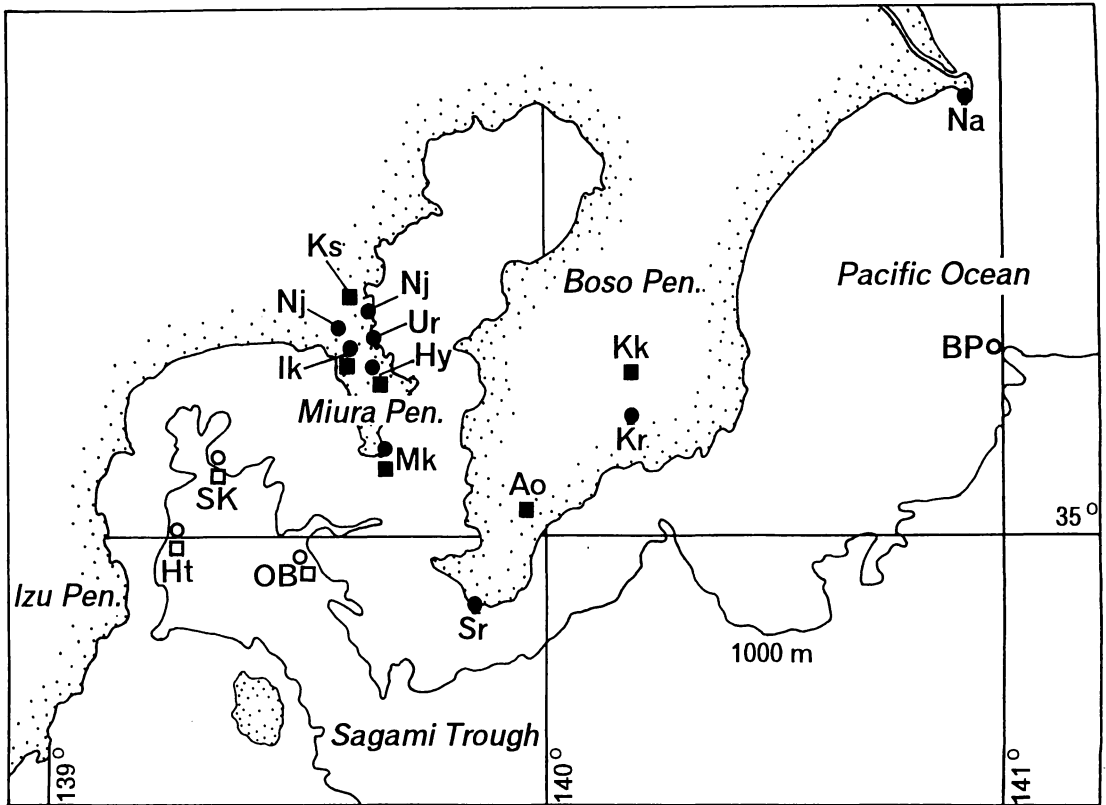 Na
Ks
Nj
Nj
Ur
Ik
Hy
Miura Pen.
Mk
Boso Pen.
Pacific Ocean
BP
Kk
Kr
Ao
SK
Ht
OB
35°
Izu Pen.
Sr
1000 m
Sagami Trough
139°
140°
141°